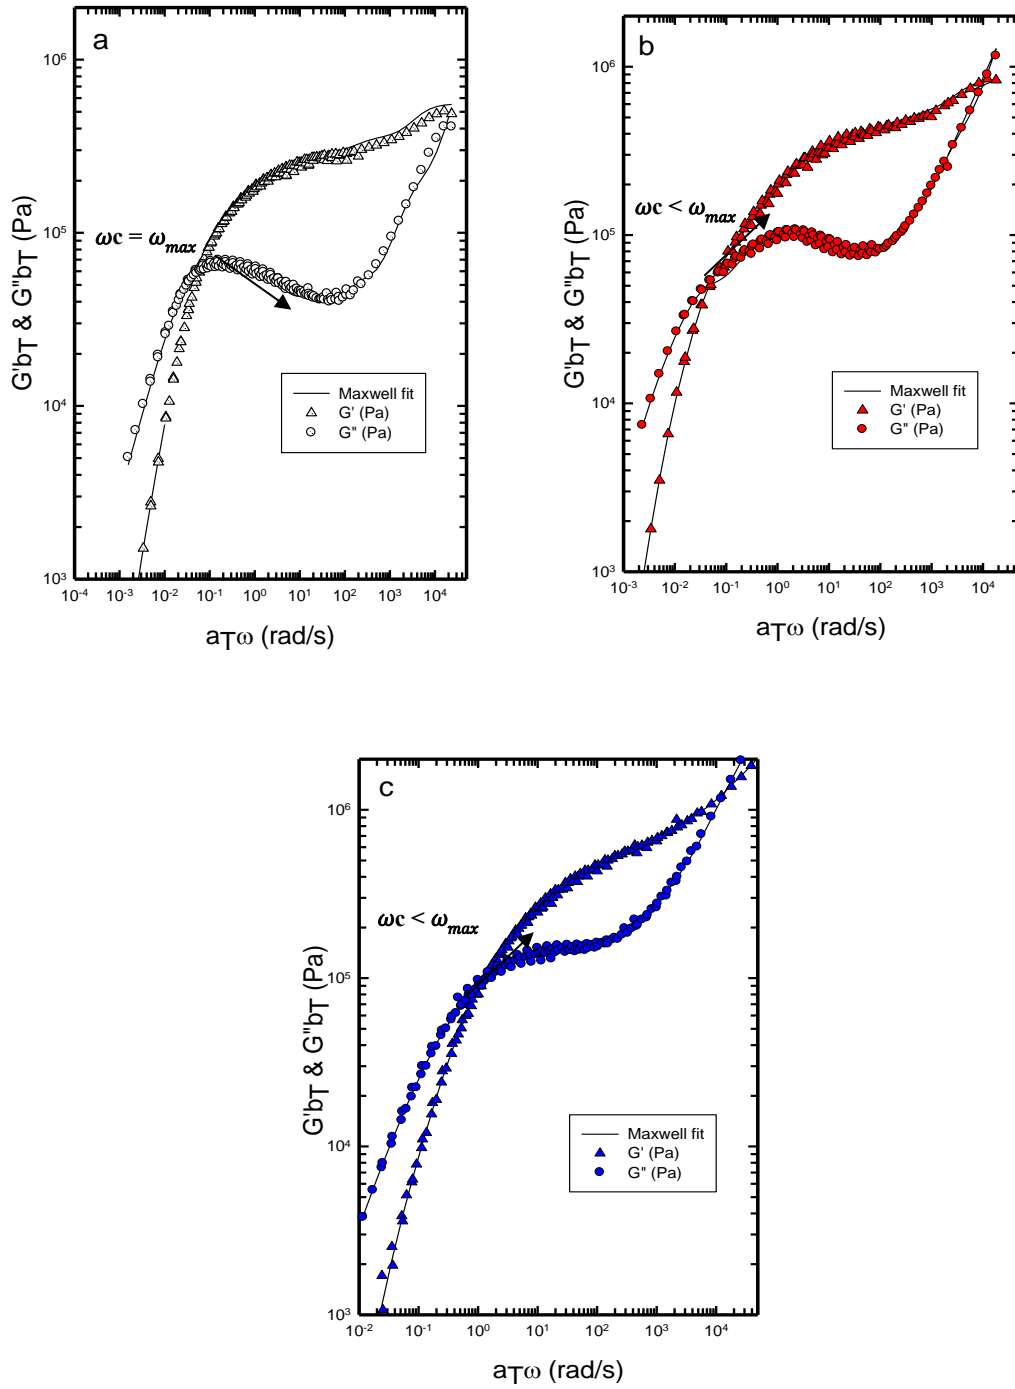 a
10⁶
10⁵
10⁴
10³
G'bT & G''bT (Pa)
ωc = ωmax
Maxwell fit
G' (Pa)
G'' (Pa)
10⁻⁴ 10⁻³ 10⁻² 10⁻¹ 10⁰ 10¹ 10² 10³ 10⁴
aTω (rad/s)
b
10⁶
10⁵
10⁴
10³
G'bT & G''bT (Pa)
ωc < ωmax
Maxwell fit
G' (Pa)
G'' (Pa)
10⁻³ 10⁻² 10⁻¹ 10⁰ 10¹ 10² 10³ 10⁴
aTω (rad/s)
c
10⁶
10⁵
10⁴
10³
G'bT & G''bT (Pa)
ωc < ωmax
Maxwell fit
G' (Pa)
G'' (Pa)
10⁻² 10⁻¹ 10⁰ 10¹ 10² 10³ 10⁴
aTω (rad/s)